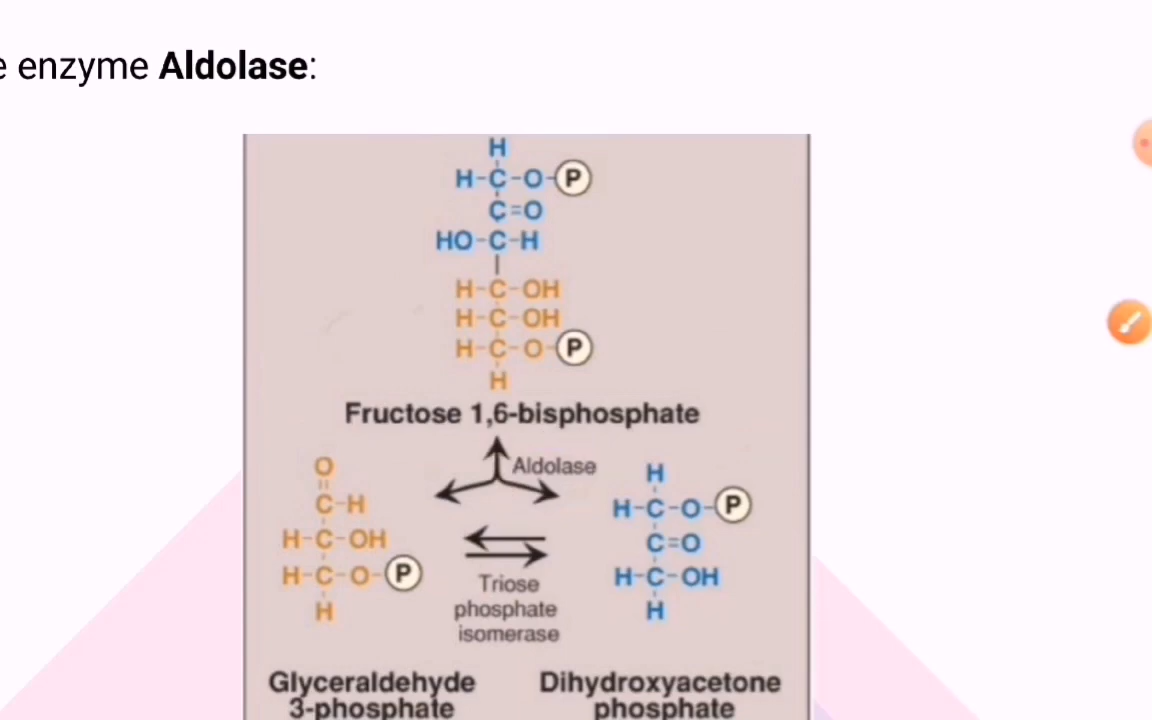 e enzyme Aldolase:
H
H-C-O-P
C=O
HO-C-H
H-C-OH
H-C-OH
H-C-O-P
H
Fructose 1,6-bisphosphate
Aldolase
O
C-H
H-C-OH
H-C-O-P
H
Triose
phosphate
isomerase
H
H-C-O-P
C=O
H-C-OH
H
Glyceraldehyde
3-phosphate
Dihydroxyacetone
phosphate